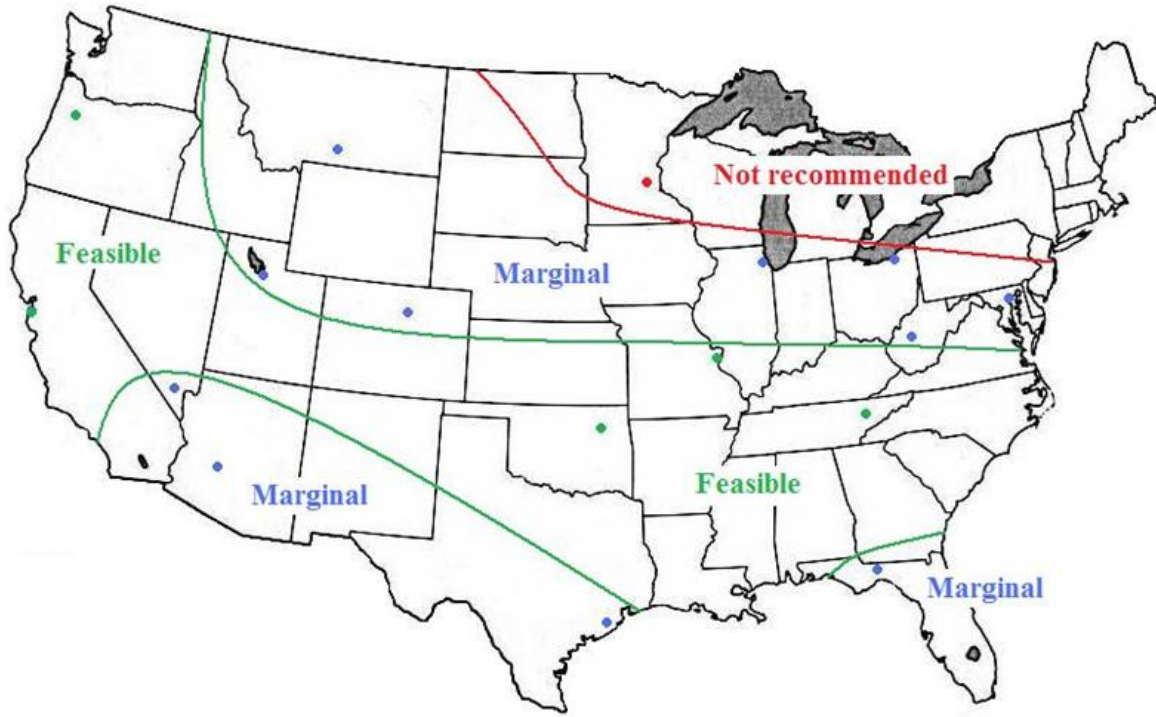 Not recommended
Feasible
Marginal
Feasible
Marginal
Marginal